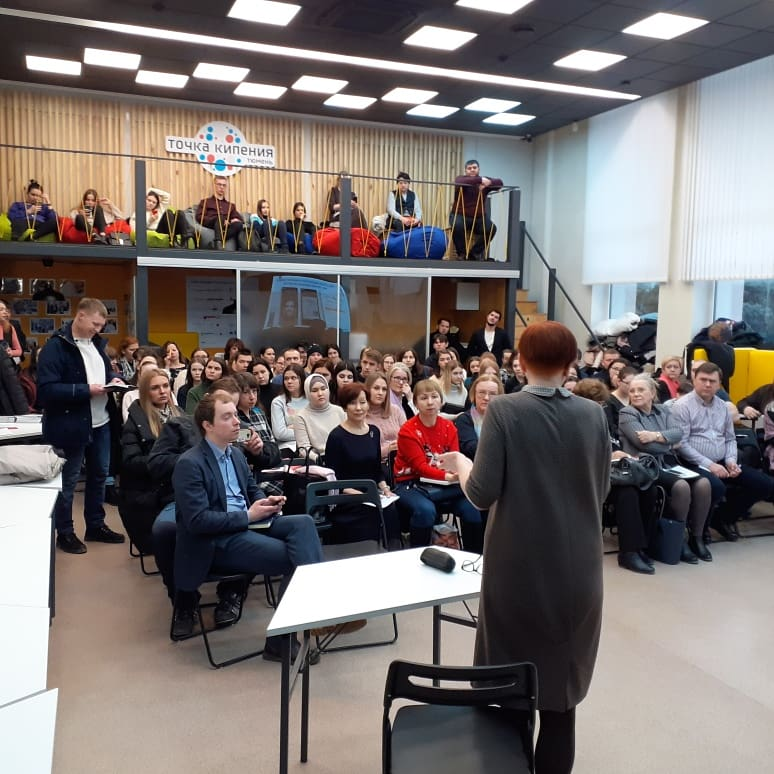 точка кипения
тюмень